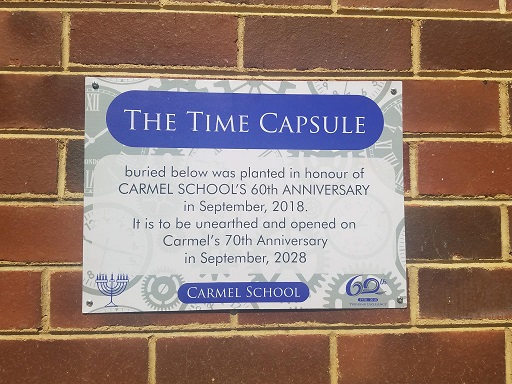 THE TIME CAPSULE
buried below was planted in honour of
CARMEL SCHOOL'S 60th ANNIVERSARY
in September, 2018.
It is to be unearthed and opened on
Carmel's 70th Anniversary
in September, 2028
CARMEL SCHOOL
60th